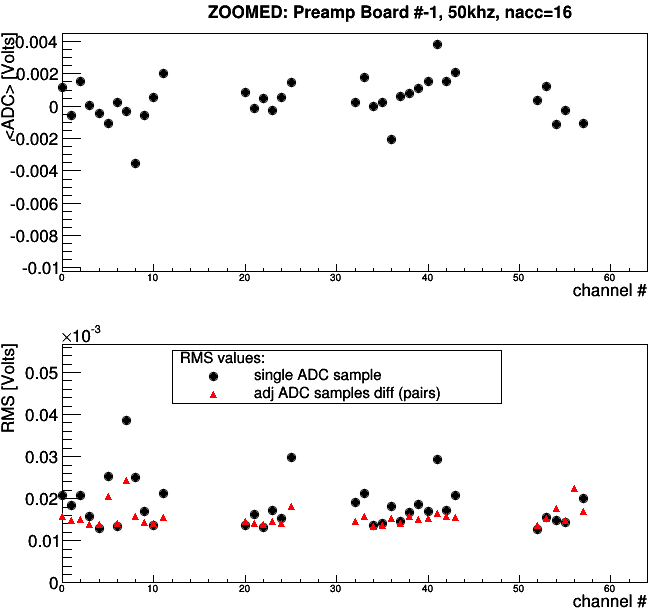 ZOOMED: Preamp Board #-1, 50khz, nacc=16
<ADC> [Volts]
0.004
0.002
0
-0.002
-0.004
-0.006
-0.008
-0.01
0 10 20 30 40 50 60
channel #
×10-3
RMS [Volts]
RMS values:
single ADC sample
adj ADC samples diff (pairs)
0.05
0.04
0.03
0.02
0.01
0
0 10 20 30 40 50 60
channel #